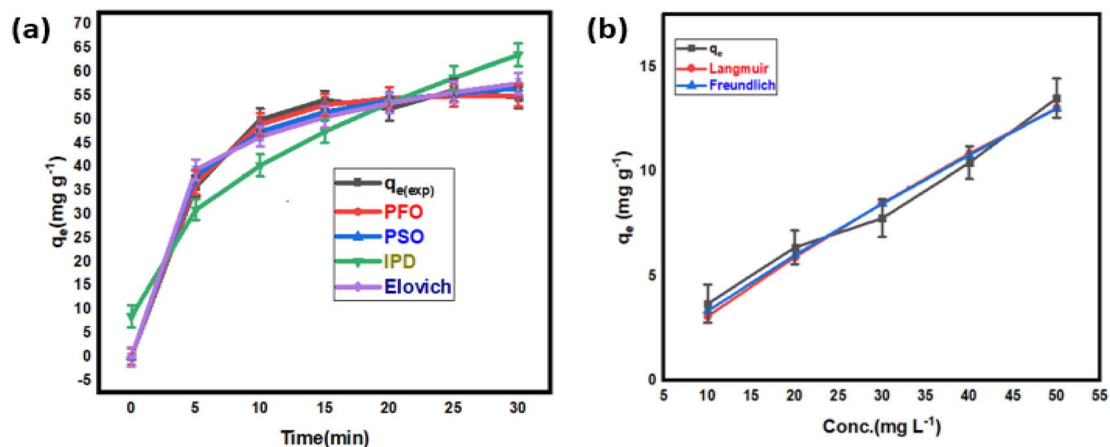 (a)
70
65
60
55
50
45
40
35
30
25
20
15
10
5
0
-5
qe(mg g-1)
qe(exp)
PFO
PSO
IPD
Elovich
0 5 10 15 20 25 30
Time(min)
(b)
15
10
5
0
qe (mg g-1)
qe
Langmuir
Freundlich
5 10 15 20 25 30 35 40 45 50 55
Conc.(mg L-1)